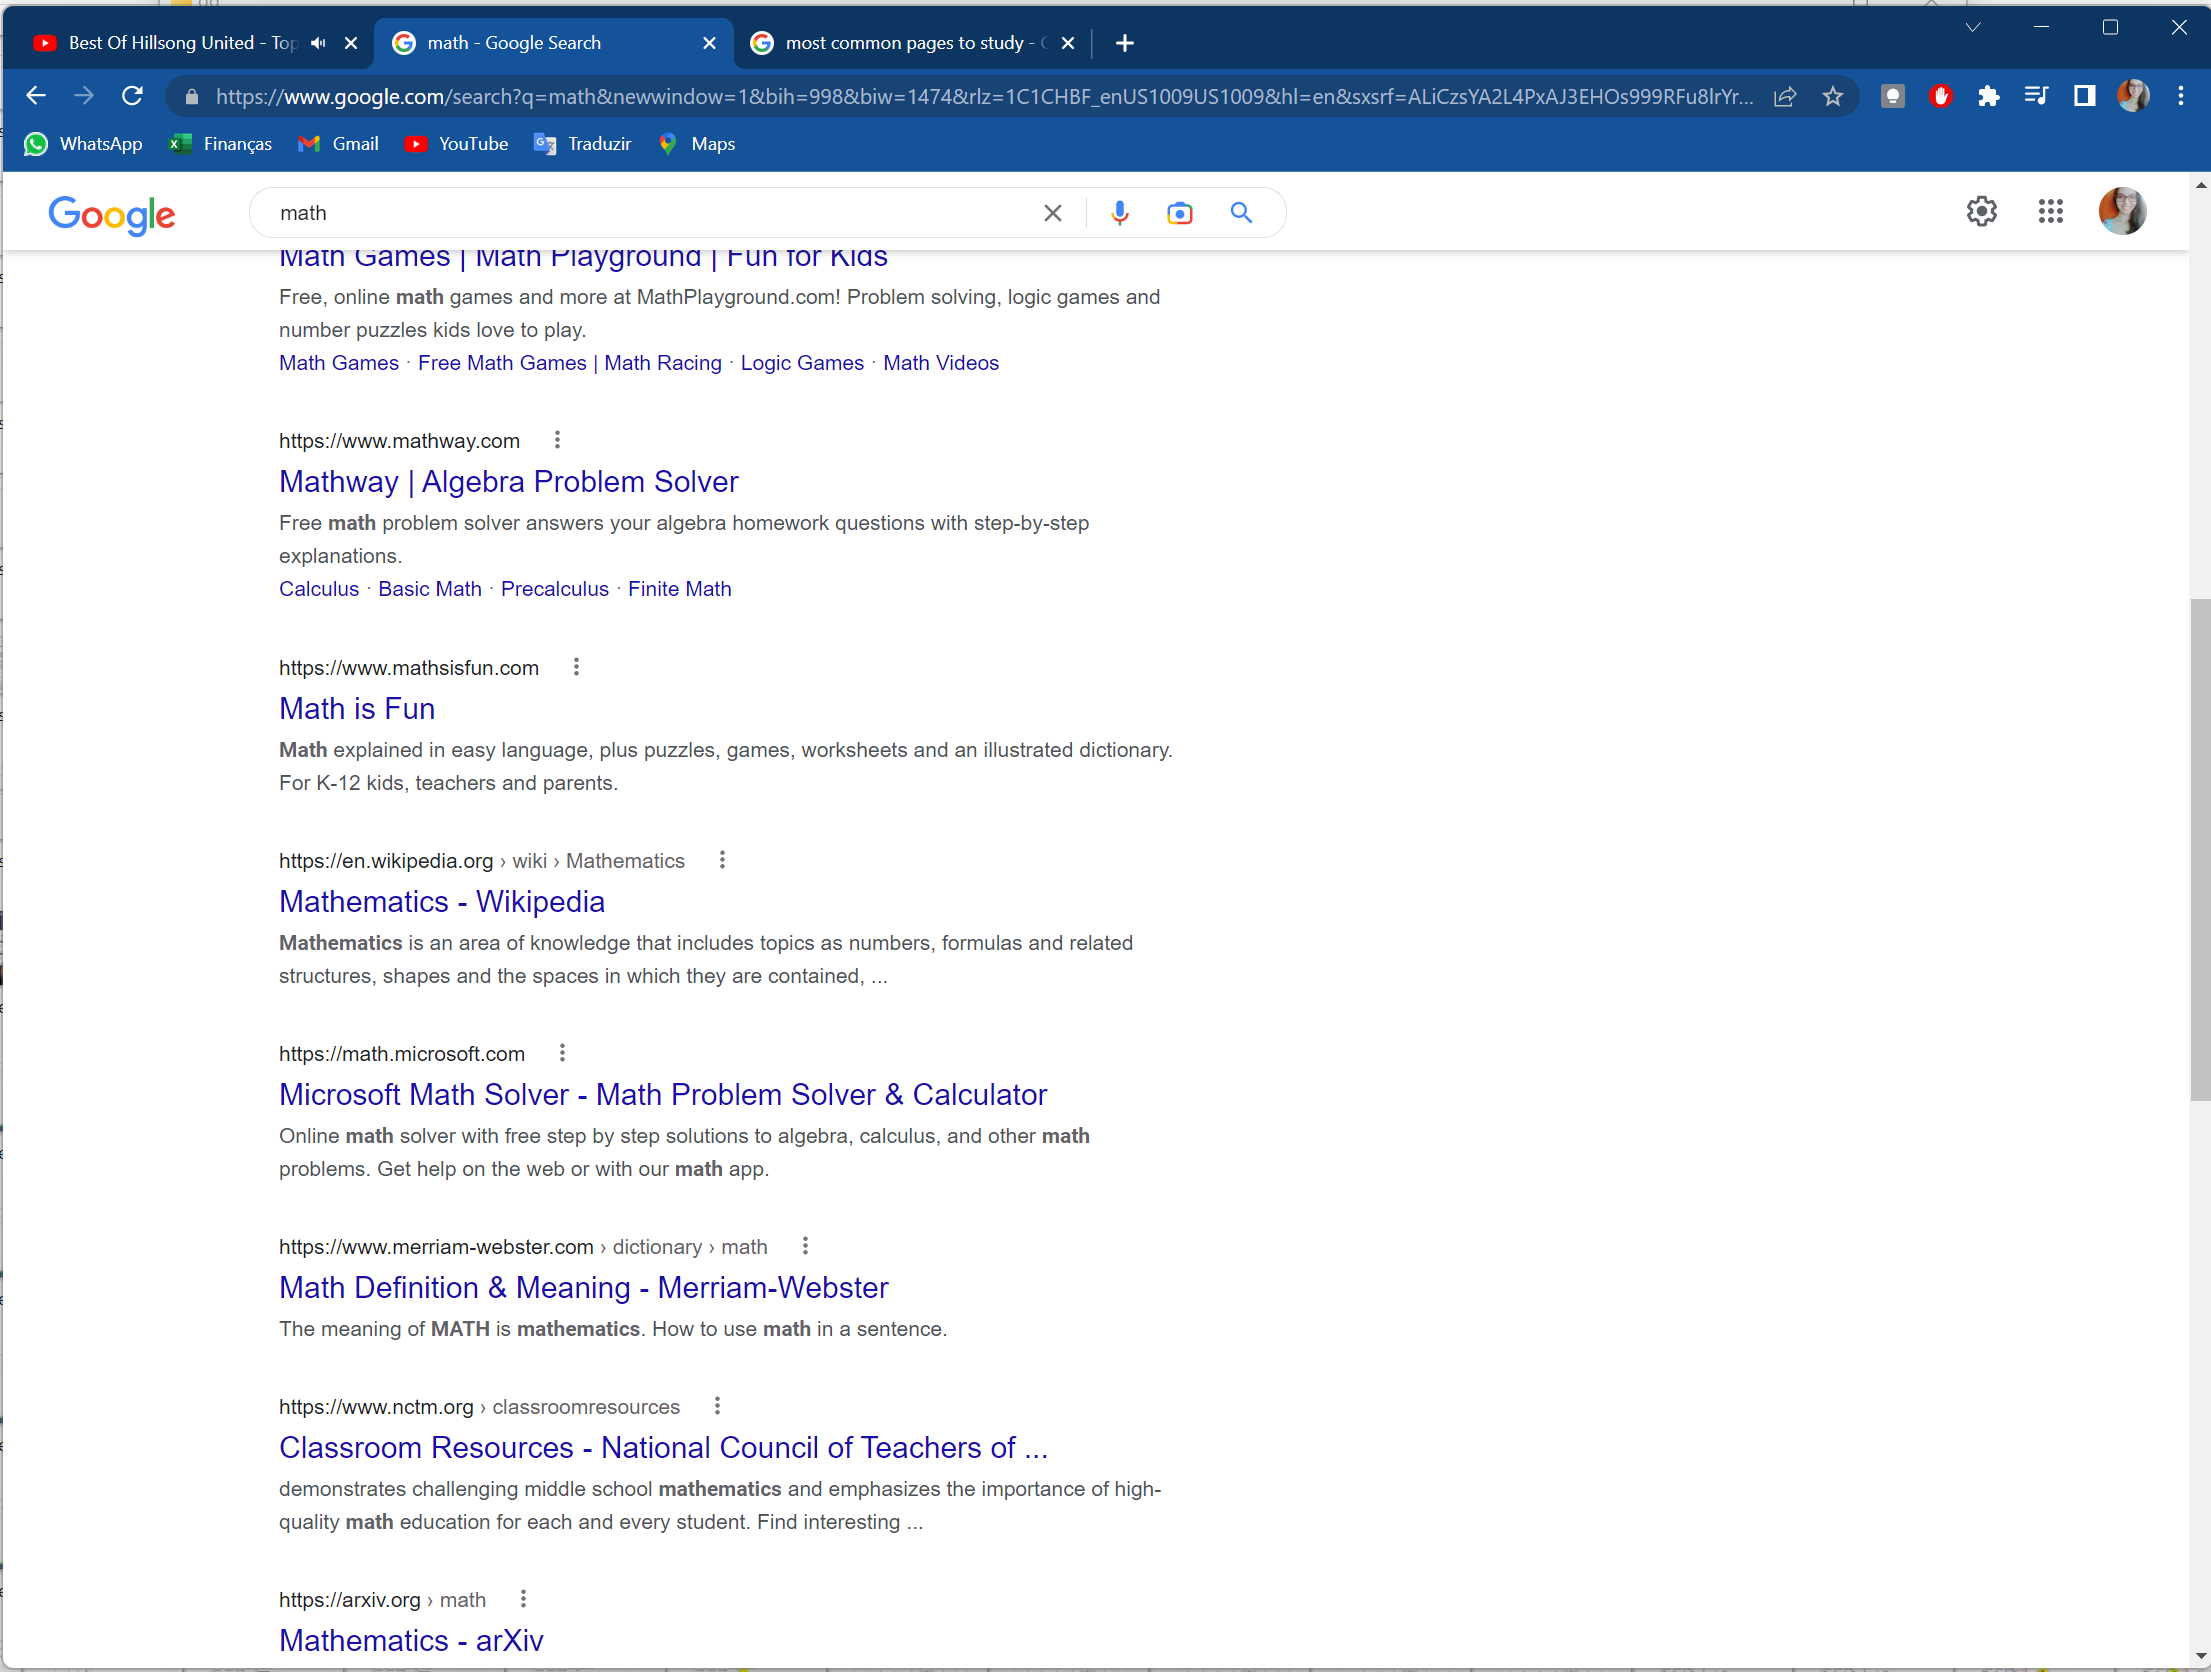 Best Of Hillsong United - Top
math - Google Search
most common pages to study -
https://www.google.com/search?q=math&newwindow=1&bih=998&biw=1474&rlz=1C1CHBF_enUS1009US1009&hl=en&sxsrf=ALiCzsYA2L4PxAJ3EHOs999RFu8lrYr...
WhatsApp Finanças Gmail YouTube Traduzir Maps
Google math
Math Games | Math Playground | Fun for Kids
Free, online math games and more at MathPlayground.com! Problem solving, logic games and
number puzzles kids love to play.
Math Games · Free Math Games | Math Racing · Logic Games · Math Videos
https://www.mathway.com
Mathway | Algebra Problem Solver
Free math problem solver answers your algebra homework questions with step-by-step
explanations.
Calculus · Basic Math · Precalculus · Finite Math
https://www.mathsisfun.com
Math is Fun
Math explained in easy language, plus puzzles, games, worksheets and an illustrated dictionary.
For K-12 kids, teachers and parents.
https://en.wikipedia.org › wiki › Mathematics
Mathematics - Wikipedia
Mathematics is an area of knowledge that includes topics as numbers, formulas and related
structures, shapes and the spaces in which they are contained, ...
https://math.microsoft.com
Microsoft Math Solver - Math Problem Solver & Calculator
Online math solver with free step by step solutions to algebra, calculus, and other math
problems. Get help on the web or with our math app.
https://www.merriam-webster.com › dictionary › math
Math Definition & Meaning - Merriam-Webster
The meaning of MATH is mathematics. How to use math in a sentence.
https://www.nctm.org › classroomresources
Classroom Resources - National Council of Teachers of ...
demonstrates challenging middle school mathematics and emphasizes the importance of high-
quality math education for each and every student. Find interesting ...
https://arxiv.org › math
Mathematics - arXiv